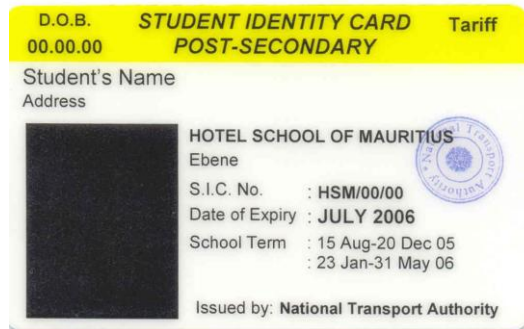 D.O.B. STUDENT IDENTITY CARD Tariff
00.00.00 POST-SECONDARY
Student's Name
Address
HOTEL SCHOOL OF MAURITIUS
Ebene
S.I.C. No. : HSM/00/00
Date of Expiry : JULY 2006
School Term : 15 Aug-20 Dec 05
: 23 Jan-31 May 06
Issued by: National Transport Authority
National Transport Authority